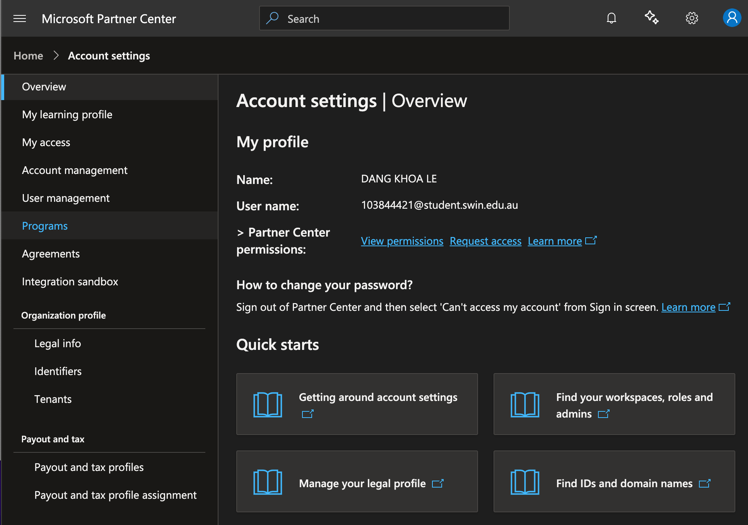 Microsoft Partner Center
Search
Home > Account settings
Overview
My learning profile
My access
Account management
User management
Programs
Agreements
Integration sandbox
Organization profile
Legal info
Identifiers
Tenants
Payout and tax
Payout and tax profiles
Payout and tax profile assignment
Account settings | Overview
My profile
Name: DANG KHOA LE
User name: 103844421@student.swin.edu.au
> Partner Center
permissions:
View permissions Request access Learn more
How to change your password?
Sign out of Partner Center and then select 'Can't access my account' from Sign in screen. Learn more
Quick starts
Getting around account settings
Find your workspaces, roles and
admins
Manage your legal profile
Find IDs and domain names